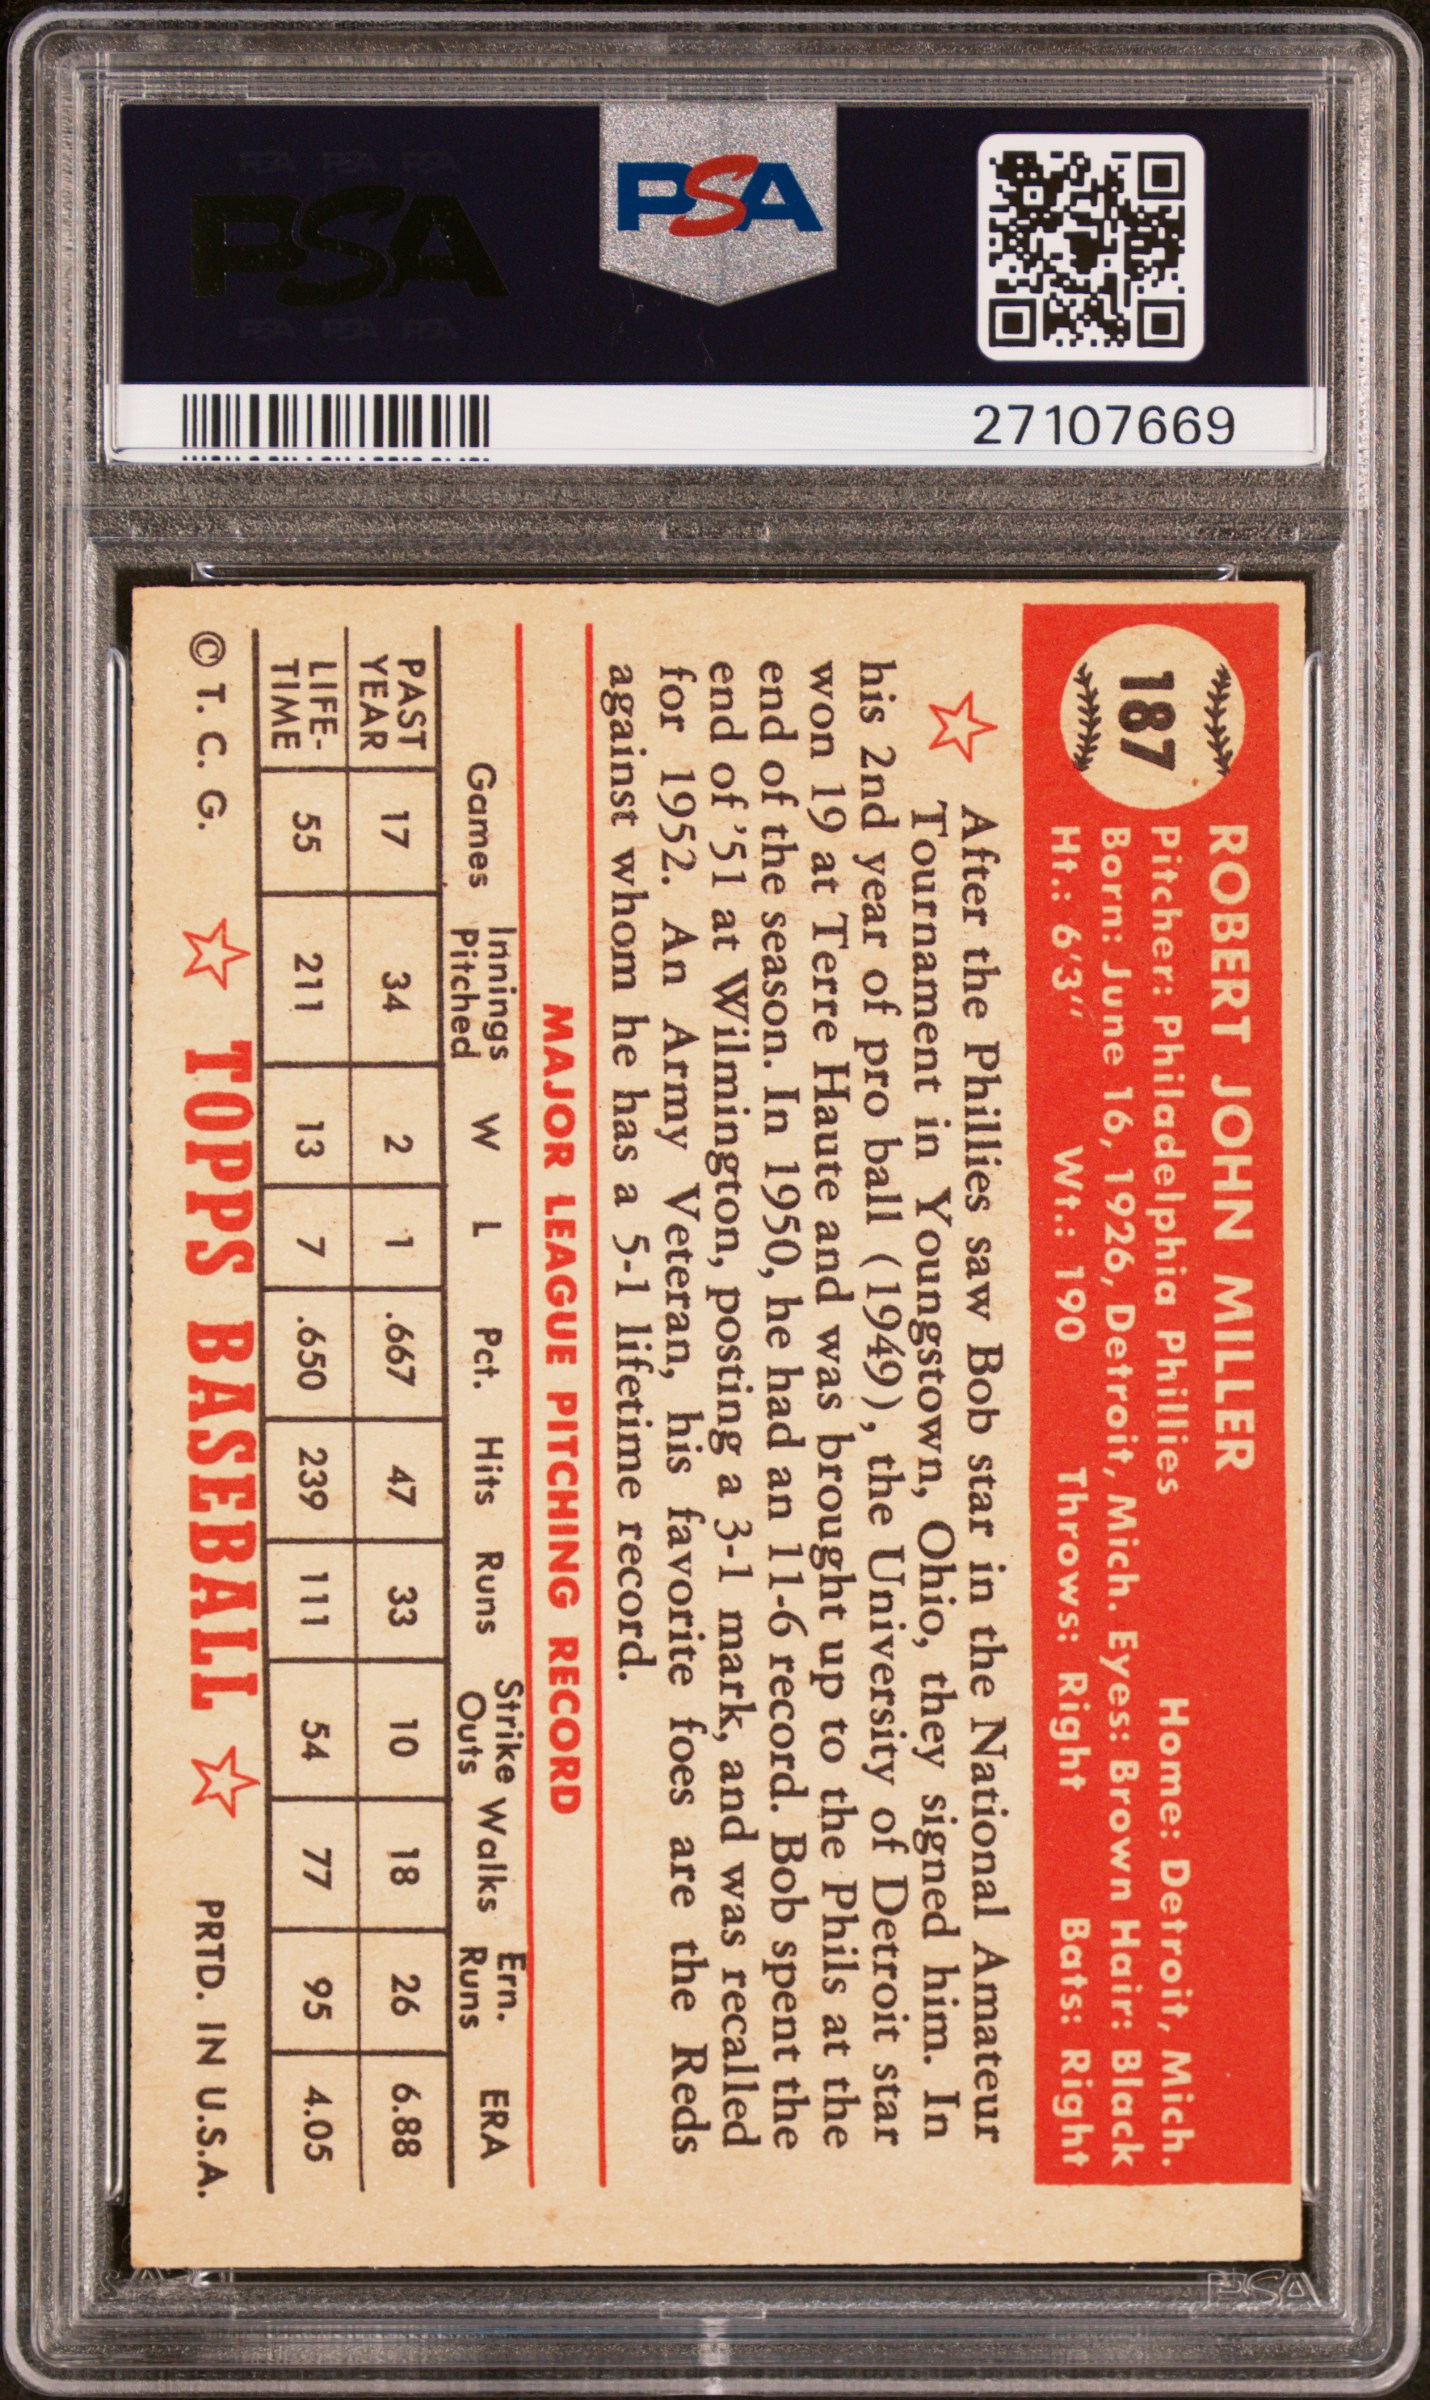 PSA PSA PSA
PSA
PSA PSA PSA
PSA
27107669
187
ROBERT JOHN MILLER
Pitcher: Philadelphia Phillies Home: Detroit, Mich.
Born: June 16, 1926, Detroit, Mich. Eyes: Brown Hair: Black
Ht.: 6'3" Wt.: 190 Throws: Right Bats: Right
After the Phillies saw Bob star in the National Amateur
Tournament in Youngstown, Ohio, they signed him. In
his 2nd year of pro ball (1949), the University of Detroit star
won 19 at Terre Haute and was brought up to the Phils at the
end of the season. In 1950, he had an 11-6 record. Bob spent the
end of '51 at Wilmington, posting a 3-1 mark, and was recalled
for 1952. An Army Veteran, his favorite foes are the Reds
against whom he has a 5-1 lifetime record.
MAJOR LEAGUE PITCHING RECORD
Games Innings Pitched W L Pct. Hits Runs Strike Outs Walks Ern. Runs ERA
PAST YEAR 17 34 2 1 .667 47 33 10 18 26 6.88
LIFE-TIME 55 211 13 7 .650 239 111 54 77 95 4.05
© T. C. G. TOPPS BASEBALL PRTD. IN U.S.A.
PSA